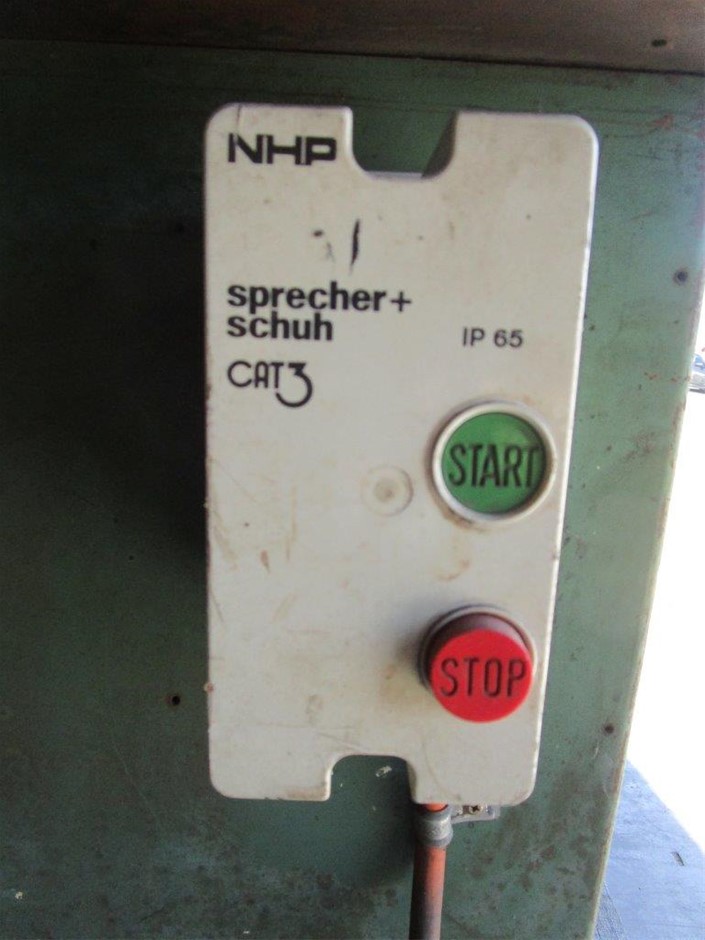 NHP
sprecher+
schuh
IP 65
CAT3
START
STOP